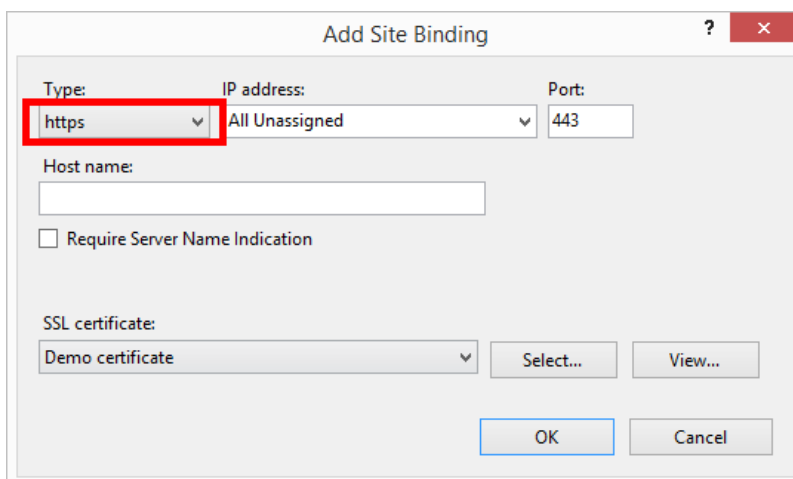 Add Site Binding
?
Type: IP address: Port:
https All Unassigned 443
Host name:
Require Server Name Indication
SSL certificate:
Demo certificate Select... View...
OK Cancel